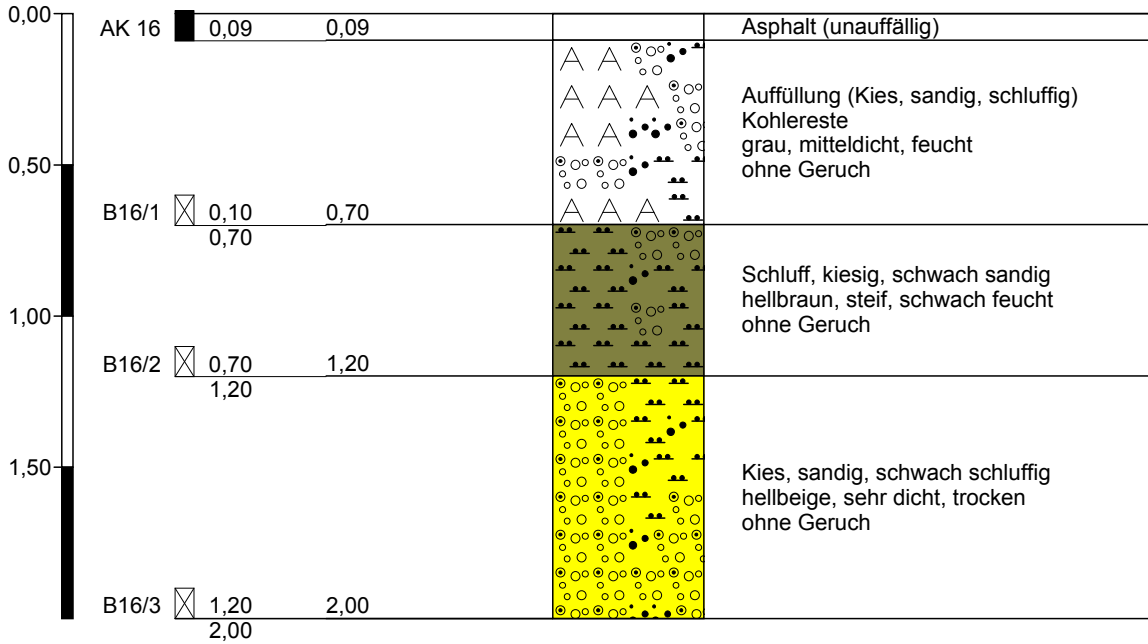 0,00
AK 16 0,09 0,09 Asphalt (unauffällig)
Auffüllung (Kies, sandig, schluffig)
Kohlereste
grau, mitteldicht, feucht
ohne Geruch
0,50
B16/1 0,10 0,70
0,70
Schluff, kiesig, schwach sandig
hellbraun, steif, schwach feucht
ohne Geruch
1,00
B16/2 0,70 1,20
1,20
1,50
Kies, sandig, schwach schluffig
hellbeige, sehr dicht, trocken
ohne Geruch
B16/3 1,20 2,00
2,00